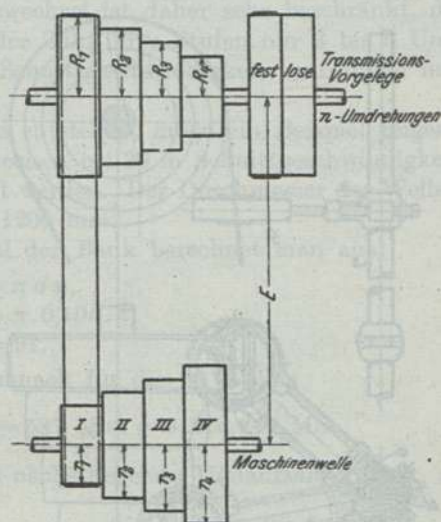 R1 R2 R3 R4 fest lose Transmissions-
Vorgelege
n-Umdrehungen
E
I II III IV
r1 r2 r3 r4
Maschinenwelle